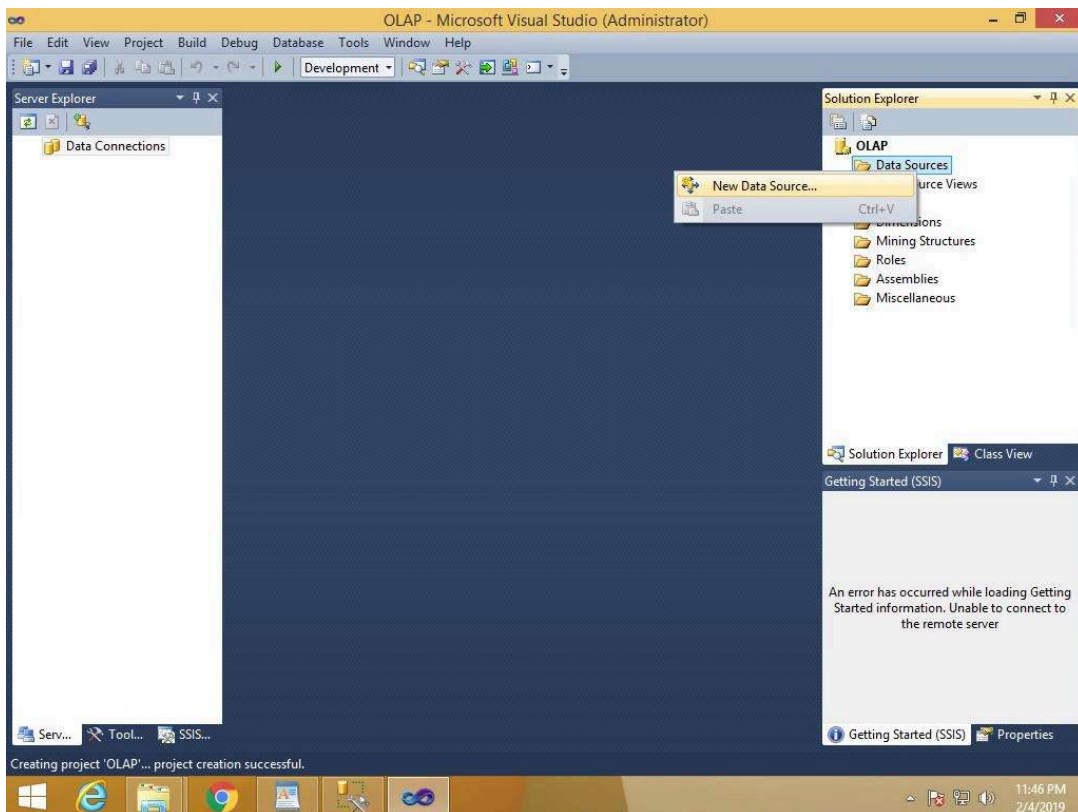 OLAP - Microsoft Visual Studio (Administrator)
File Edit View Project Build Debug Database Tools Window Help
Development
Server Explorer
Data Connections
Solution Explorer
OLAP
Data Sources
New Data Source...
urce Views
Paste Ctrl+V
Dimensions
Mining Structures
Roles
Assemblies
Miscellaneous
Solution Explorer Class View
Getting Started (SSIS)
An error has occurred while loading Getting
Started information. Unable to connect to
the remote server
Serv... Tool... SSIS...
Getting Started (SSIS) Properties
Creating project 'OLAP'... project creation successful.
11:46 PM
2/4/2019